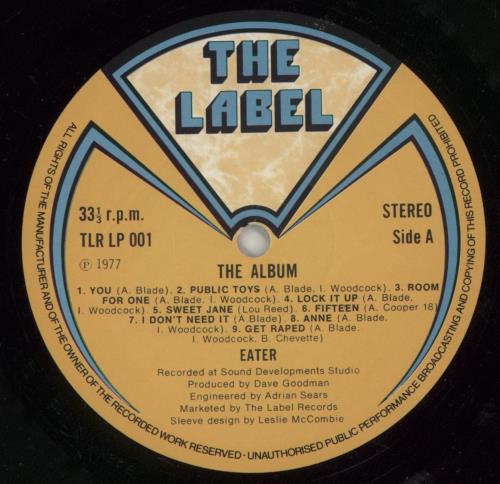 THE
LABEL
33⅓ r.p.m.
STEREO
TLR LP 001
Side A
℗ 1977
THE ALBUM
1. YOU (A. Blade). 2. PUBLIC TOYS (A. Blade. I. Woodcock). 3. ROOM
FOR ONE (A. Blade. I. Woodcock). 4. LOCK IT UP (A. Blade.
I. Woodcock). 5. SWEET JANE (Lou Reed). 6. FIFTEEN (A. Cooper 18)
7. I DON'T NEED IT (A Blade). 8. ANNE (A. Blade.
I. Woodcock). 9. GET RAPED (A. Blade.
I. Woodcock. B. Chevette)
EATER
Recorded at Sound Developments Studio
Produced by Dave Goodman
Engineered by Adrian Sears
Marketed by The Label Records
Sleeve design by Leslie McCombie
ALL RIGHTS OF THE MANUFACTURER AND OF THE OWNER OF THE RECORDED WORK RESERVED · UNAUTHORISED PUBLIC PERFORMANCE BROADCASTING AND COPYING OF THIS RECORD PROHIBITED